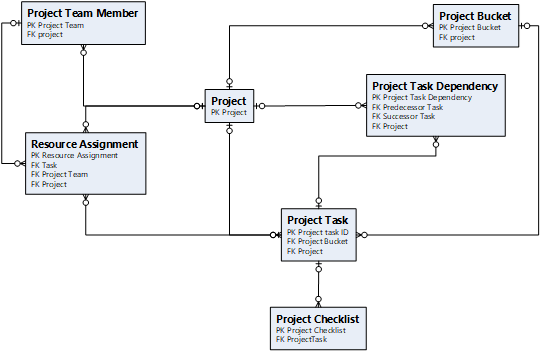 Project Team Member
PK Project Team
FK project
Project Bucket
PK Project Bucket
FK project
Project
PK Project
Project Task Dependency
PK Project Task Dependency
FK Predecessor Task
FK Successor Task
FK Project
Resource Assignment
PK Resource Assignment
FK Task
FK Project Team
FK Project
Project Task
PK Project task ID
FK Project Bucket
FK Project
Project Checklist
PK Project Checklist
FK ProjectTask